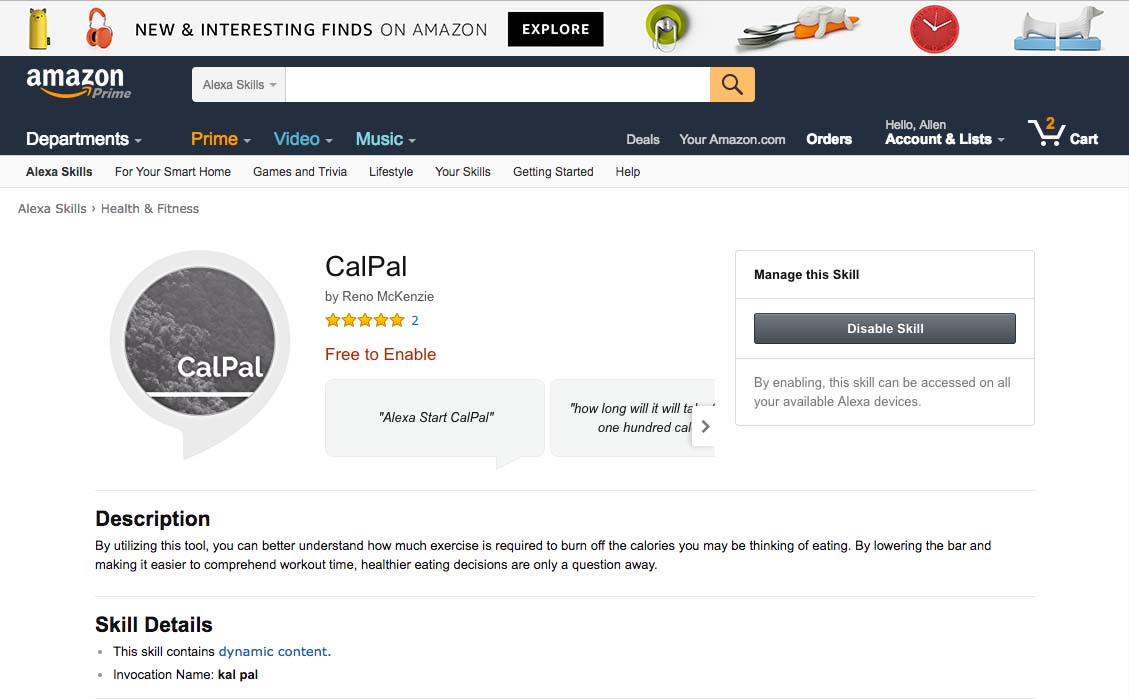 NEW & INTERESTING FINDS ON AMAZON EXPLORE
amazon
Prime
Alexa Skills
Departments Prime Video Music Deals Your Amazon.com Orders Hello, Allen Account & Lists 2 Cart
Alexa Skills For Your Smart Home Games and Trivia Lifestyle Your Skills Getting Started Help
Alexa Skills › Health & Fitness
CalPal
CalPal
by Reno McKenzie
2
Free to Enable
"Alexa Start CalPal"
"how long will it will
one hundred
Manage this Skill
Disable Skill
By enabling, this skill can be accessed on all
your available Alexa devices.
Description
By utilizing this tool, you can better understand how much exercise is required to burn off the calories you may be thinking of eating. By lowering the bar and
making it easier to comprehend workout time, healthier eating decisions are only a question away.
Skill Details
This skill contains dynamic content.
Invocation Name: kal pal